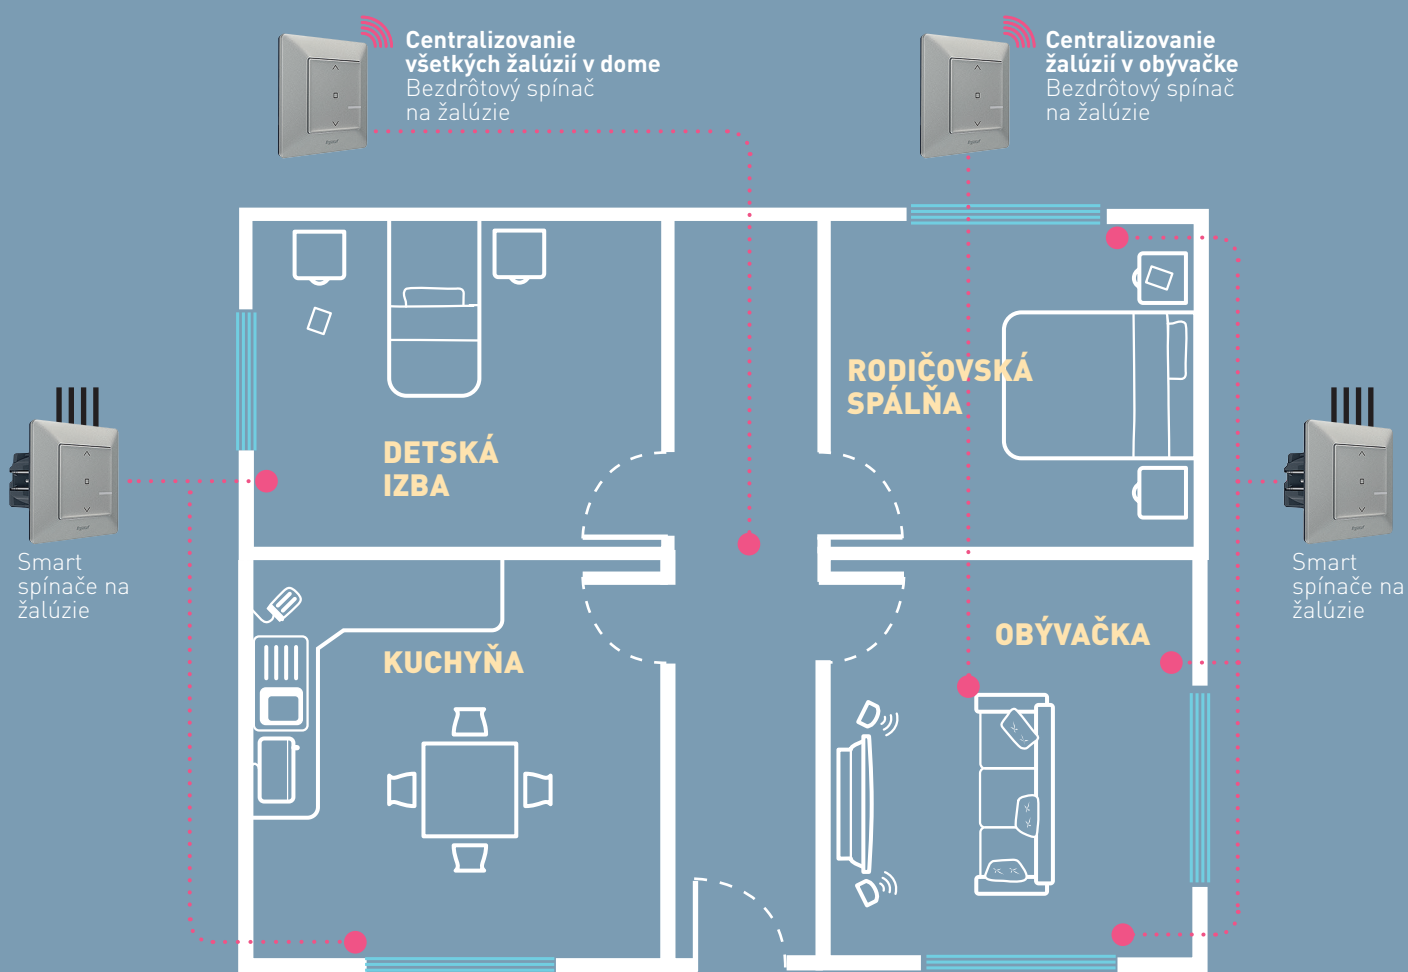 Centralizovanie
všetkých žalúzií v dome
Bezdrôtový spínač
na žalúzie
Centralizovanie
žalúzií v obývačke
Bezdrôtový spínač
na žalúzie
RODIČOVSKÁ
SPÁLŇA
DETSKÁ
IZBA
Smart
spínače na
žalúzie
Smart
spínače na
žalúzie
KUCHYŇA
OBÝVAČKA